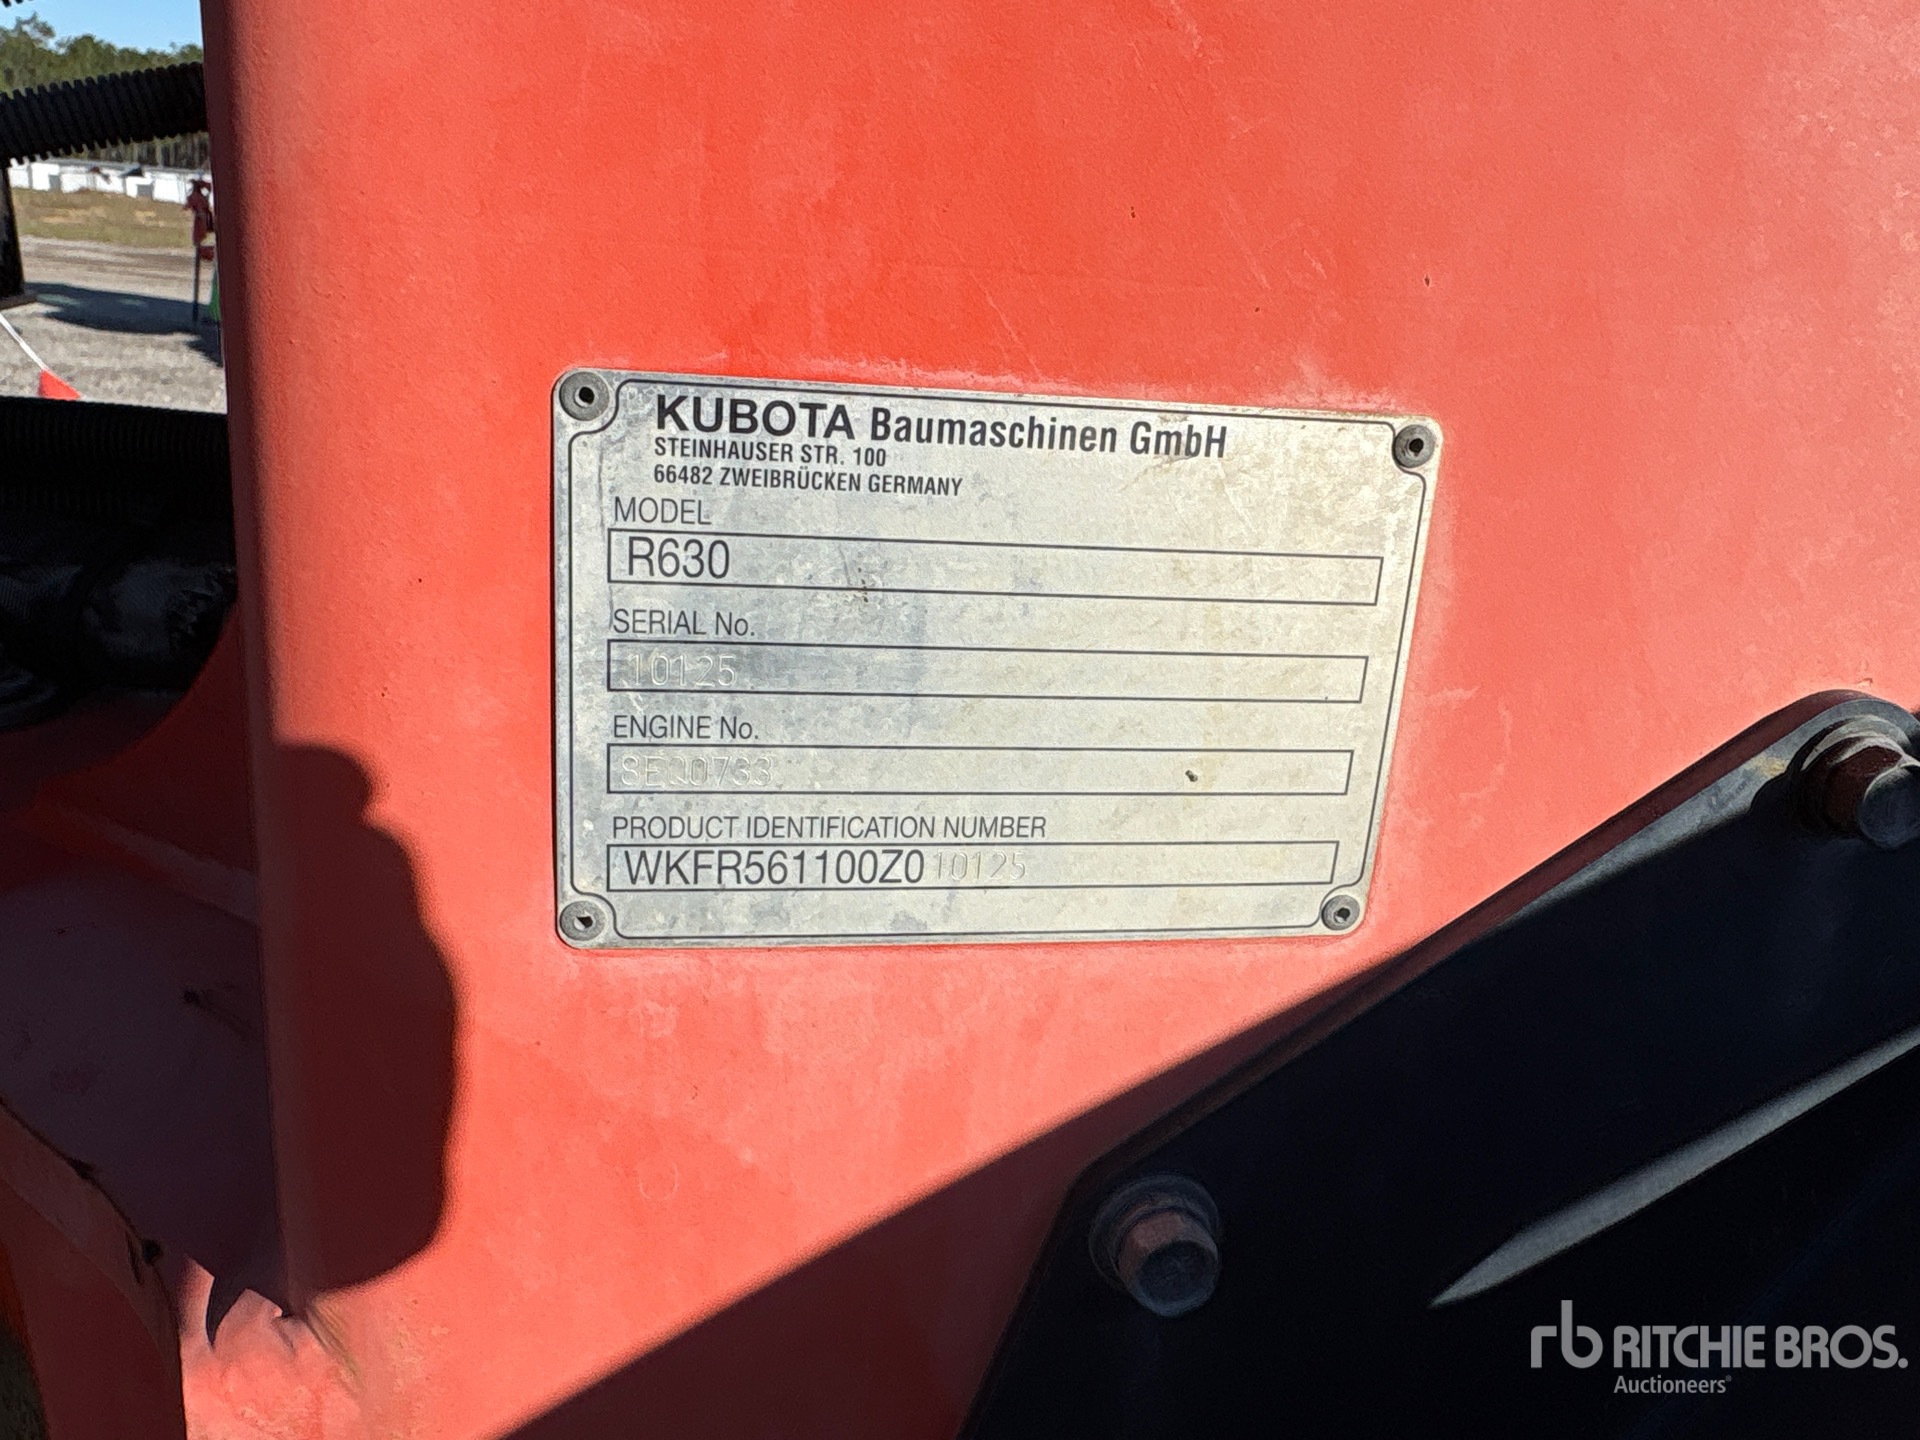 KUBOTA Baumaschinen GmbH
STEINHAUSER STR. 100
66482 ZWEIBRÜCKEN GERMANY
MODEL
R630
SERIAL No.
10125
ENGINE No.
8EQ0733
PRODUCT IDENTIFICATION NUMBER
WKFR561100Z010125
rb RITCHIE BROS.
Auctioneers®